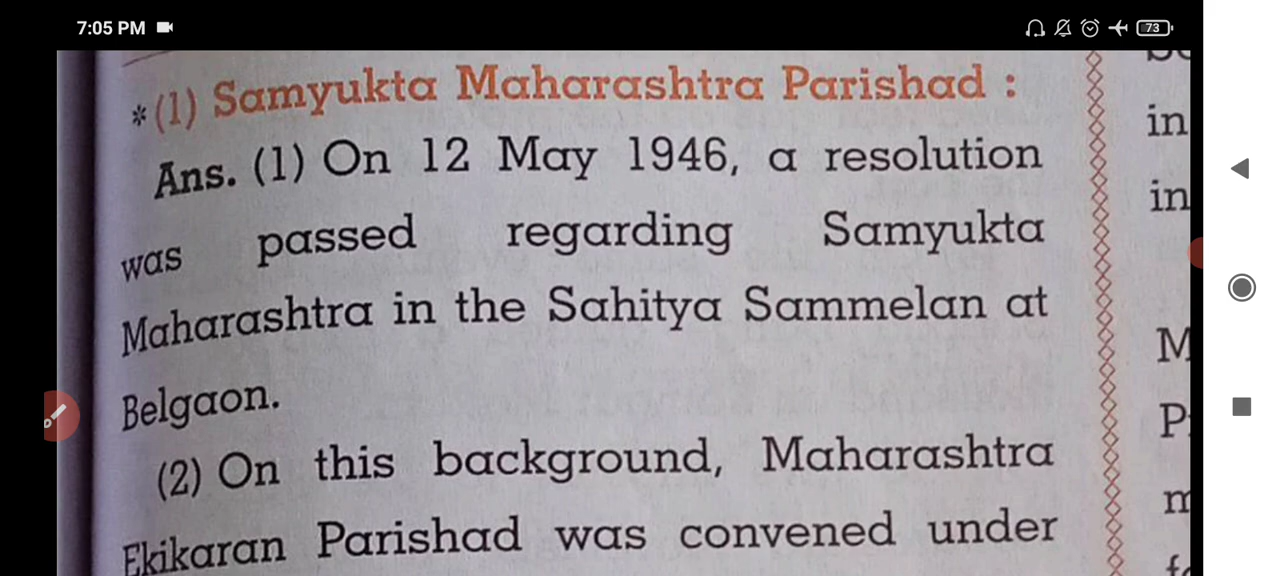 7:05 PM
73
*(1) Samyukta Maharashtra Parishad :
Ans. (1) On 12 May 1946, a resolution
was passed regarding Samyukta
Maharashtra in the Sahitya Sammelan at
Belgaon.
(2) On this background, Maharashtra
Ekikaran Parishad was convened under
in
in
M
P
m